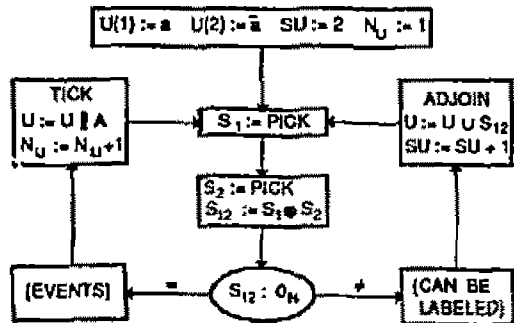 U(1) := a U(2) := ā SU := 2 N_U := 1
TICK
U := U ‖ A
N_U := N_U+1
S_1 := PICK
ADJOIN
U := U ∪ S_12
SU := SU + 1
S_2 := PICK
S_12 := S_1 ⊕ S_2
[EVENTS]
=
S_12 : 0_N
≠
{CAN BE
LABELED}